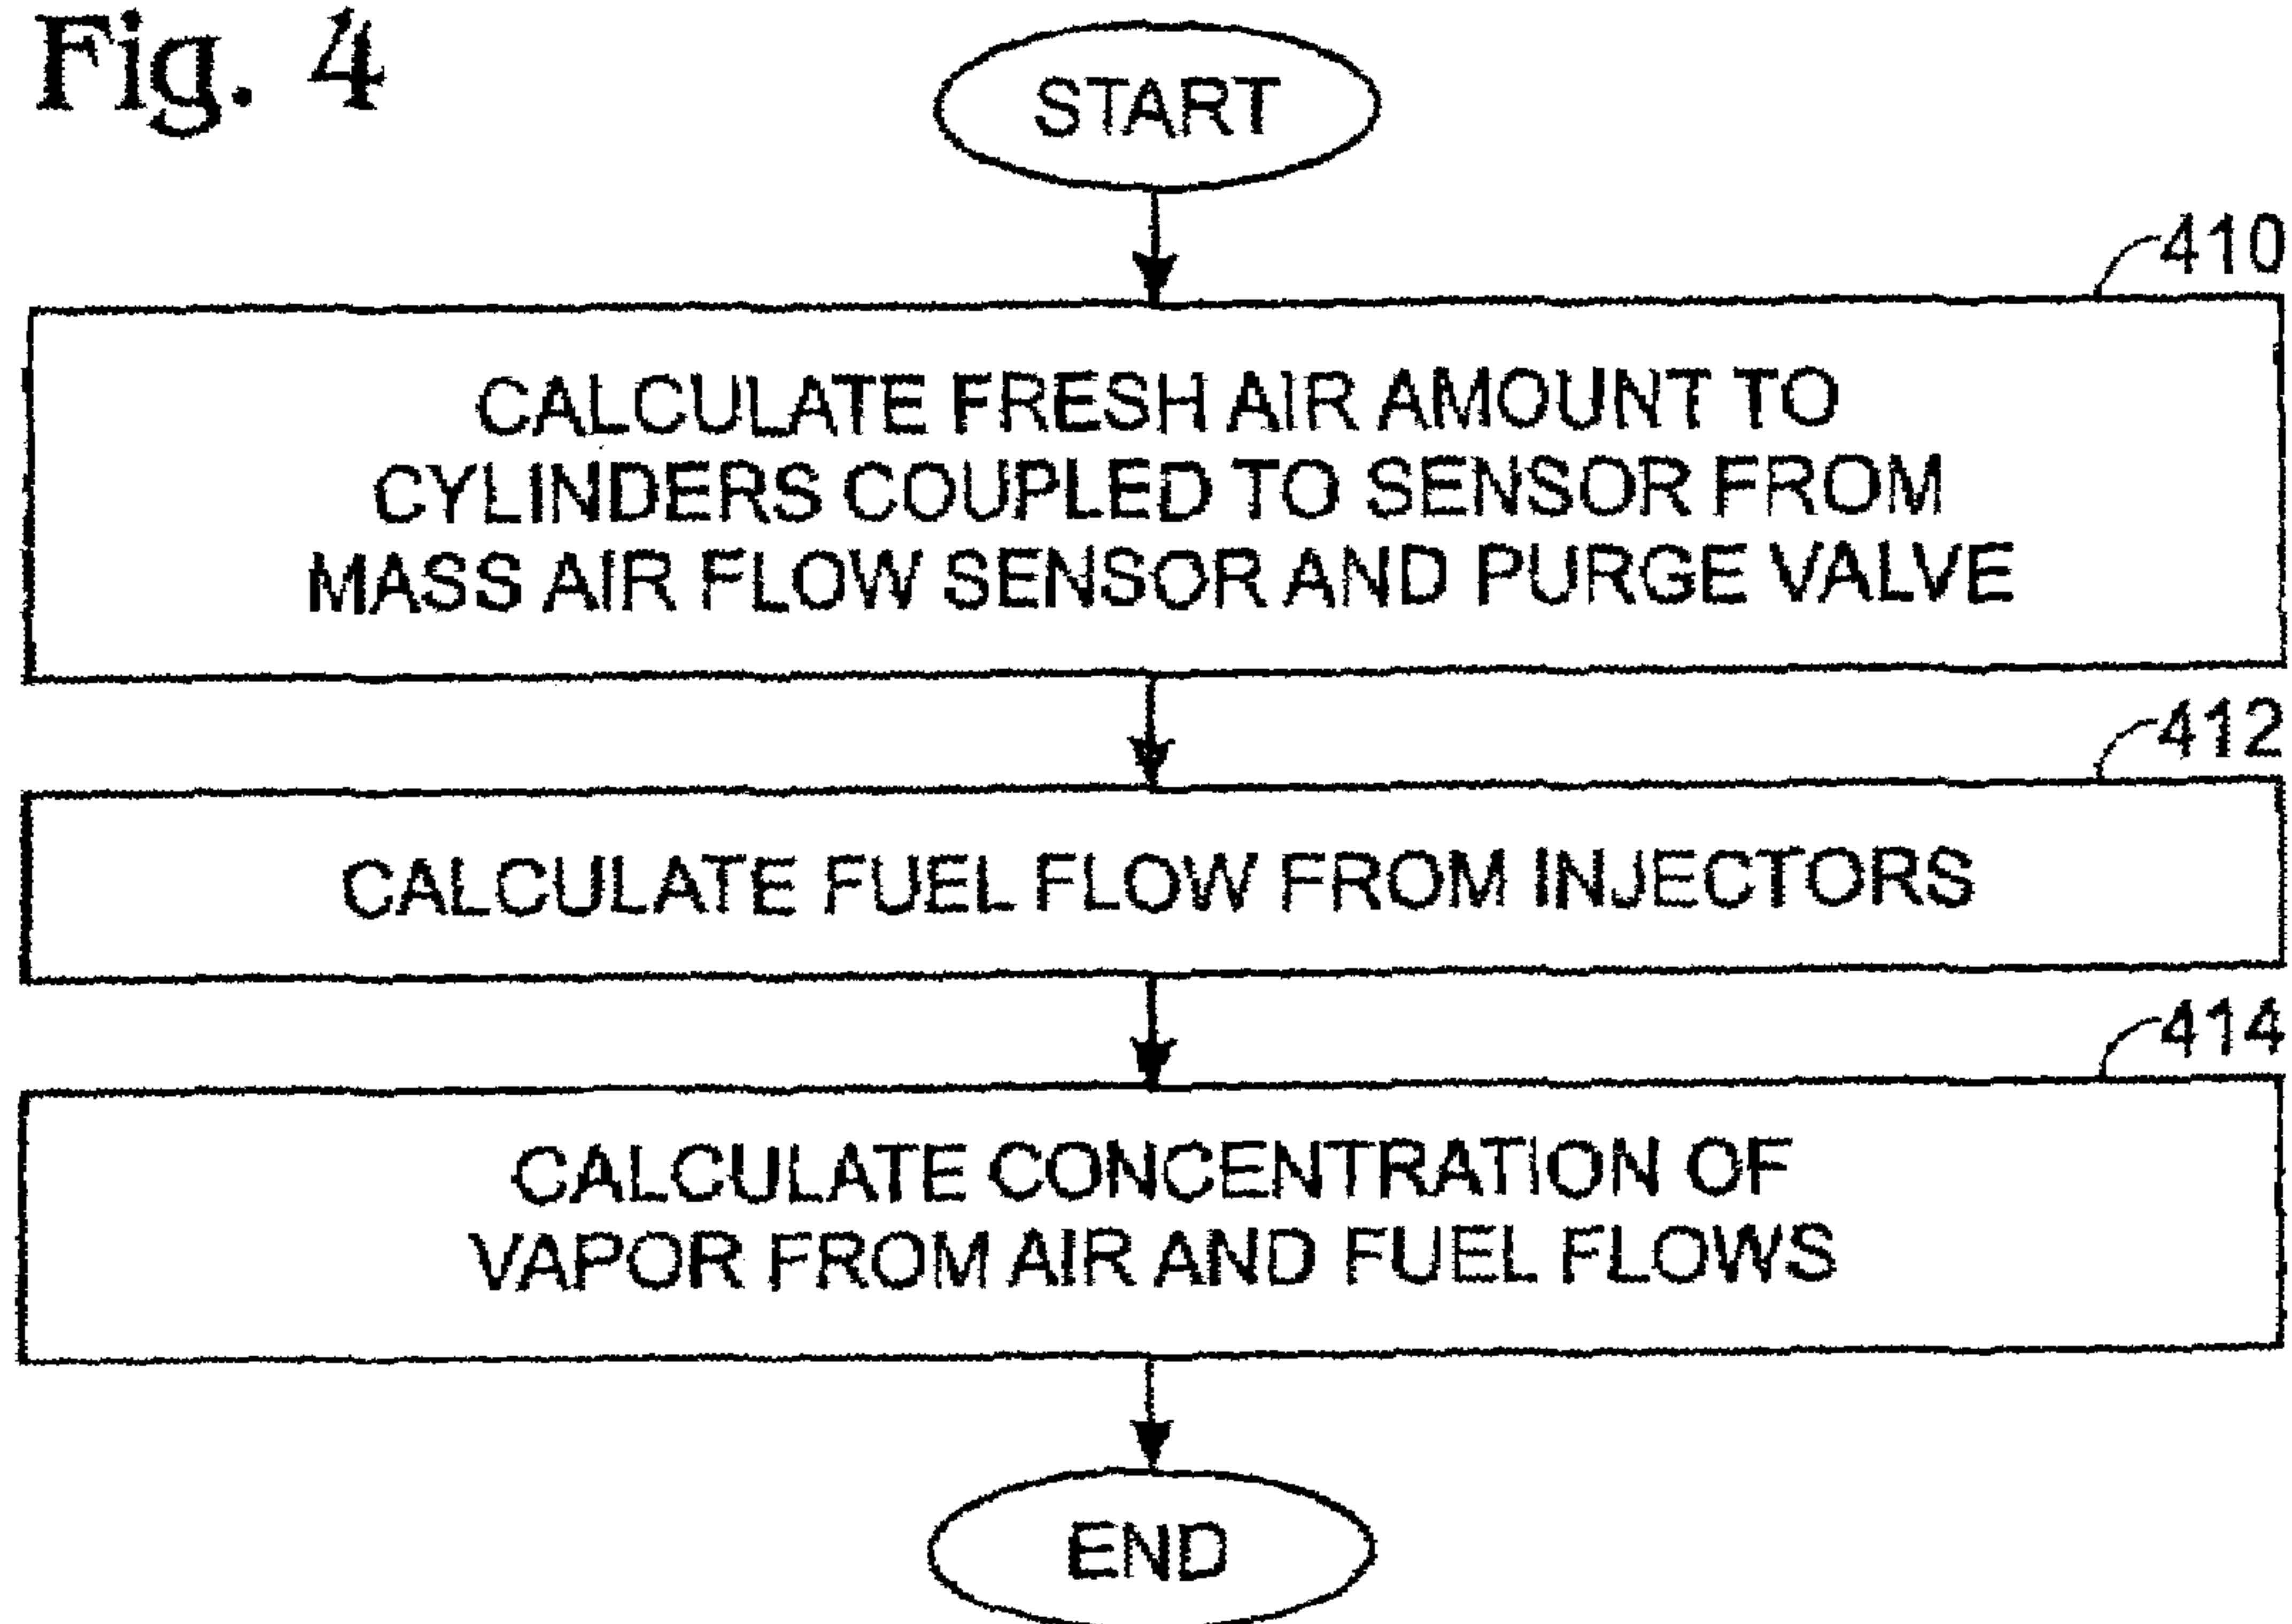 Fig. 4
START
410
CALCULATE FRESH AIR AMOUNT TO
CYLINDERS COUPLED TO SENSOR FROM
MASS AIR FLOW SENSOR AND PURGE VALVE
412
CALCULATE FUEL FLOW FROM INJECTORS
414
CALCULATE CONCENTRATION OF
VAPOR FROM AIR AND FUEL FLOWS
END